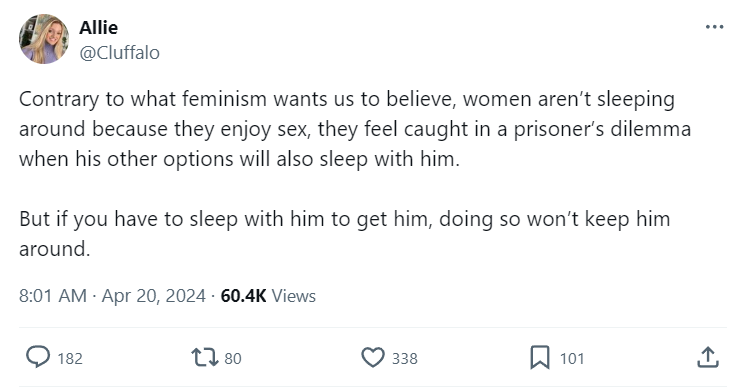 Allie
@Cluffalo
Contrary to what feminism wants us to believe, women aren’t sleeping
around because they enjoy sex, they feel caught in a prisoner’s dilemma
when his other options will also sleep with him.
But if you have to sleep with him to get him, doing so won’t keep him
around.
8:01 AM · Apr 20, 2024 · 60.4K Views
182 80 338 101